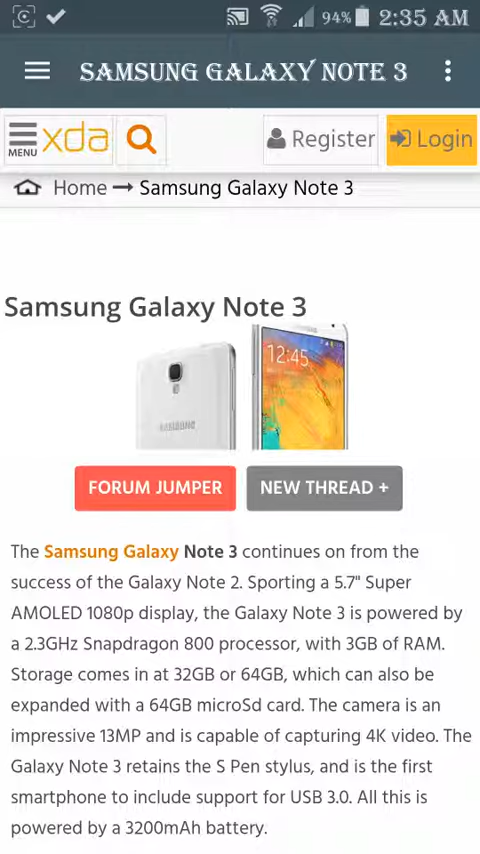 94% 2:35 AM
SAMSUNG GALAXY NOTE 3
MENU xda Register Login
Home → Samsung Galaxy Note 3
Samsung Galaxy Note 3
12:45
SAMSUNG
FORUM JUMPER NEW THREAD +
The Samsung Galaxy Note 3 continues on from the
success of the Galaxy Note 2. Sporting a 5.7" Super
AMOLED 1080p display, the Galaxy Note 3 is powered by
a 2.3GHz Snapdragon 800 processor, with 3GB of RAM.
Storage comes in at 32GB or 64GB, which can also be
expanded with a 64GB microSd card. The camera is an
impressive 13MP and is capable of capturing 4K video. The
Galaxy Note 3 retains the S Pen stylus, and is the first
smartphone to include support for USB 3.0. All this is
powered by a 3200mAh battery.